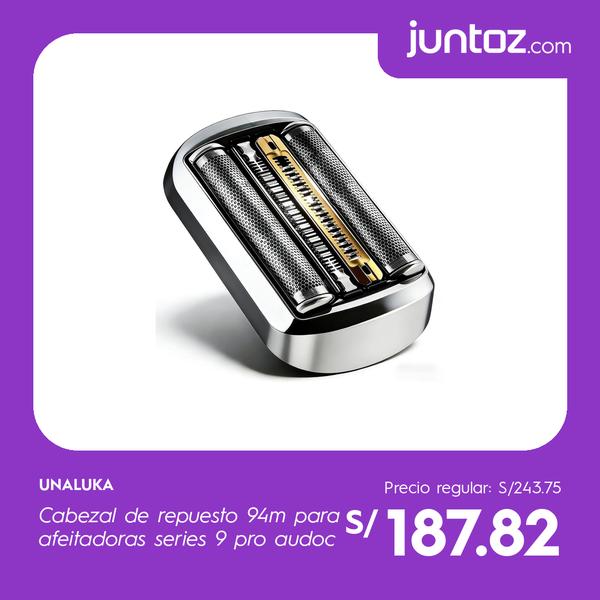 juntoz.com
UNALUKA
Precio regular: S/243.75
Cabezal de repuesto 94m para
afeitadoras series 9 pro audoc
S/ 187.82